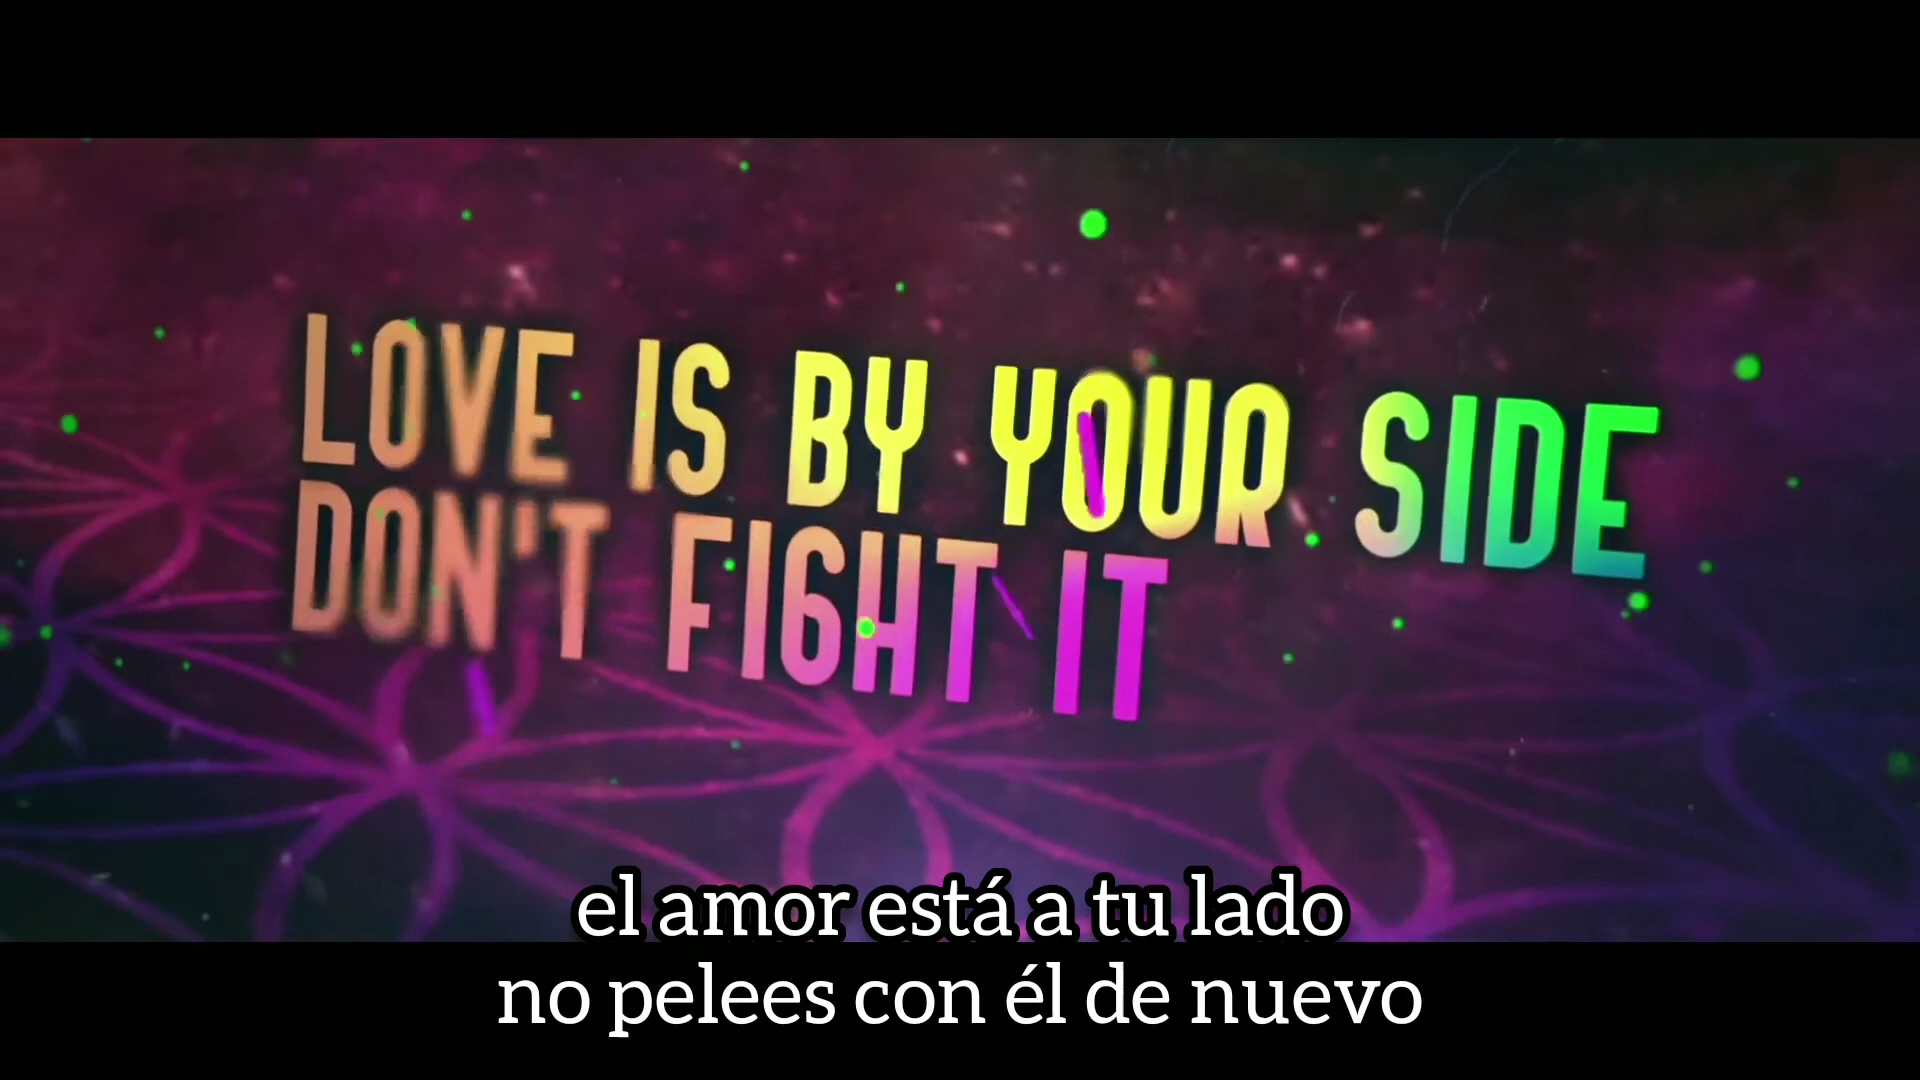 LOVE IS BY YOUR SIDE
DON'T FIGHT IT
el amor está a tu lado
no pelees con él de nuevo